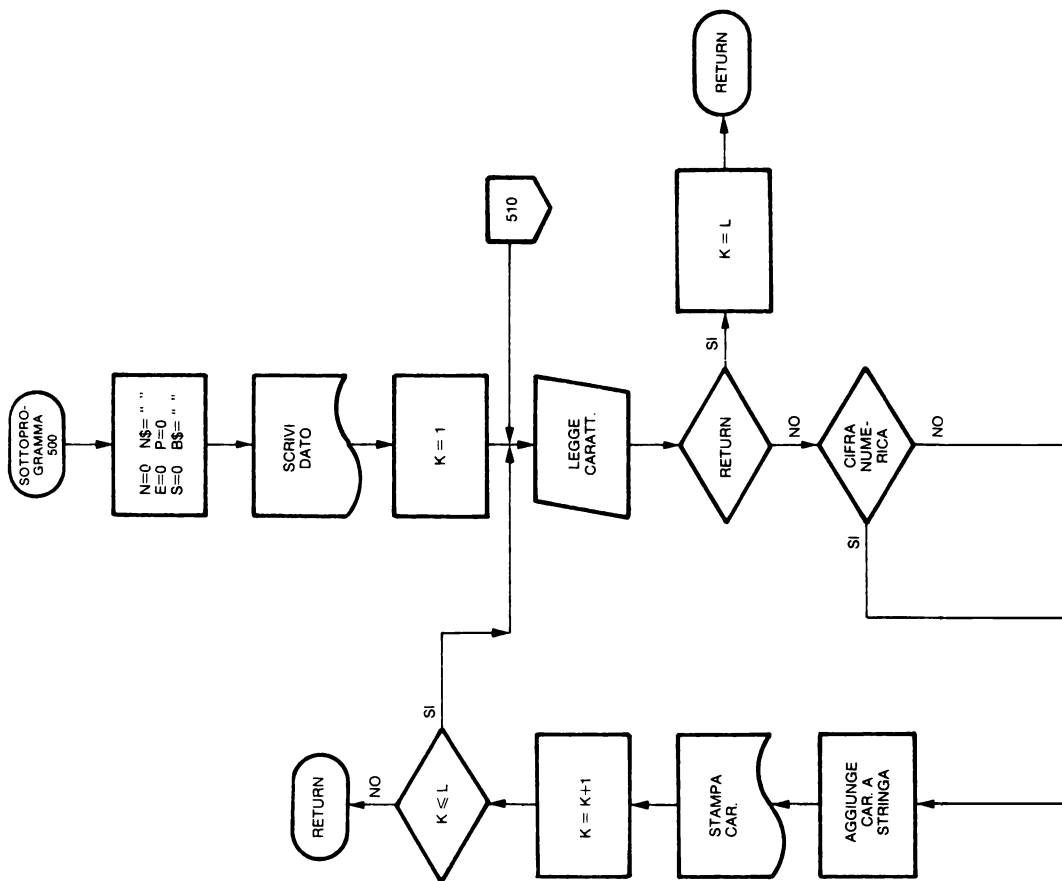 SOTTOPRO-
GRAMMA
500
N=0 N$=" "
E=0 P=0
S=0 B$=" "
SCRIVI
DATO
K = 1
510
LEGGE
CARATT.
RETURN
SI
K = L
RETURN
NO
CIFRA
NUME-
RICA
SI
NO
AGGIUNGE
CAR. A
STRINGA
STAMPA
CAR.
K = K+1
K ⩽ L
SI
NO
RETURN